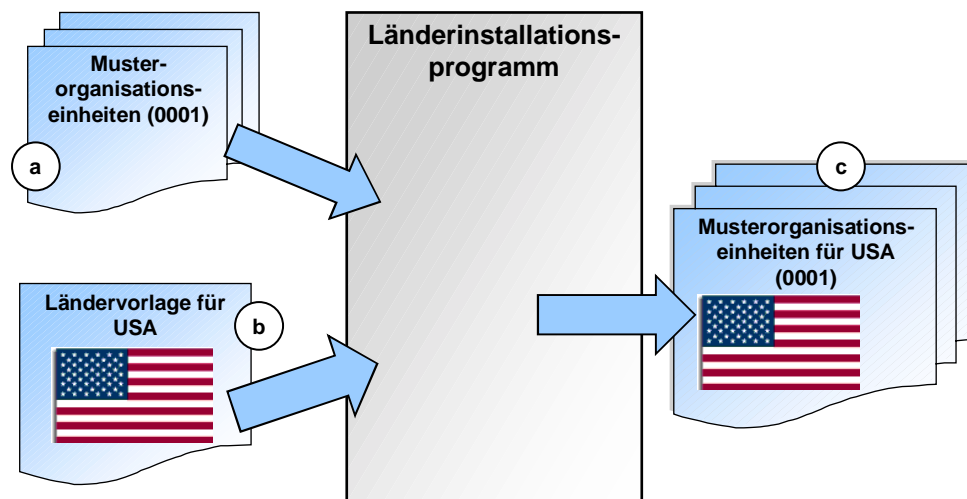 Muster-
organisations-
einheiten (0001)
a
Länderinstallations-
programm
c
Musterorganisations-
einheiten für USA
(0001)
Ländervorlage für
USA
b